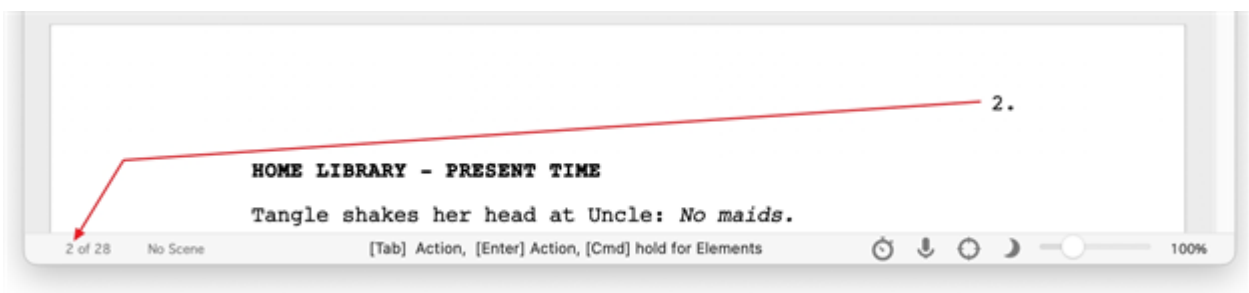 2.
HOME LIBRARY – PRESENT TIME
Tangle shakes her head at Uncle: No maids.
2 of 28 No Scene [Tab] Action, [Enter] Action, [Cmd] hold for Elements 100%